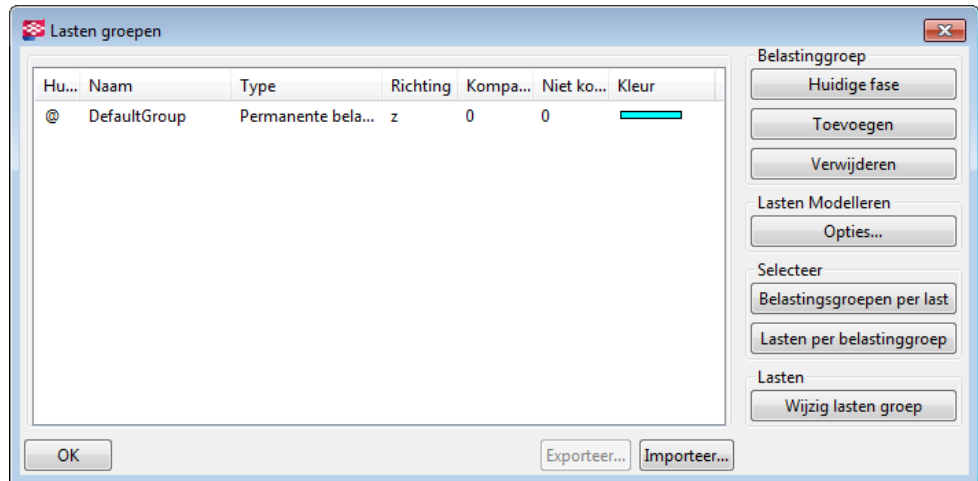 Lasten groepen
Hu... Naam Type Richting Kompa... Niet ko... Kleur
@ DefaultGroup Permanente bela... z 0 0
Belastinggroep
Huidige fase
Toevoegen
Verwijderen
Lasten Modelleren
Opties...
Selecteer
Belastingsgroepen per last
Lasten per belastinggroep
Lasten
Wijzig lasten groep
OK Exporteer... Importeer...